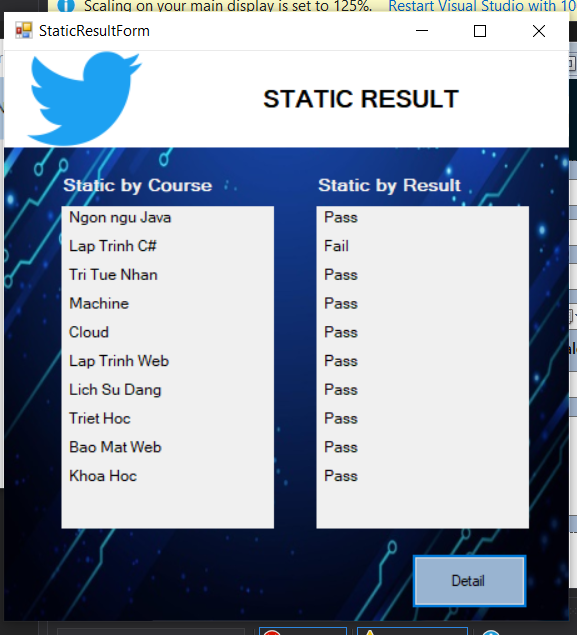 Scaling on your main display is set to 125%. Restart Visual Studio with 10
StaticResultForm
STATIC RESULT
Static by Course
Static by Result
Ngon ngu Java
Pass
Lap Trinh C#
Fail
Tri Tue Nhan
Pass
Machine
Pass
Cloud
Pass
Lap Trinh Web
Pass
Lich Su Dang
Pass
Triet Hoc
Pass
Bao Mat Web
Pass
Khoa Hoc
Pass
Detail